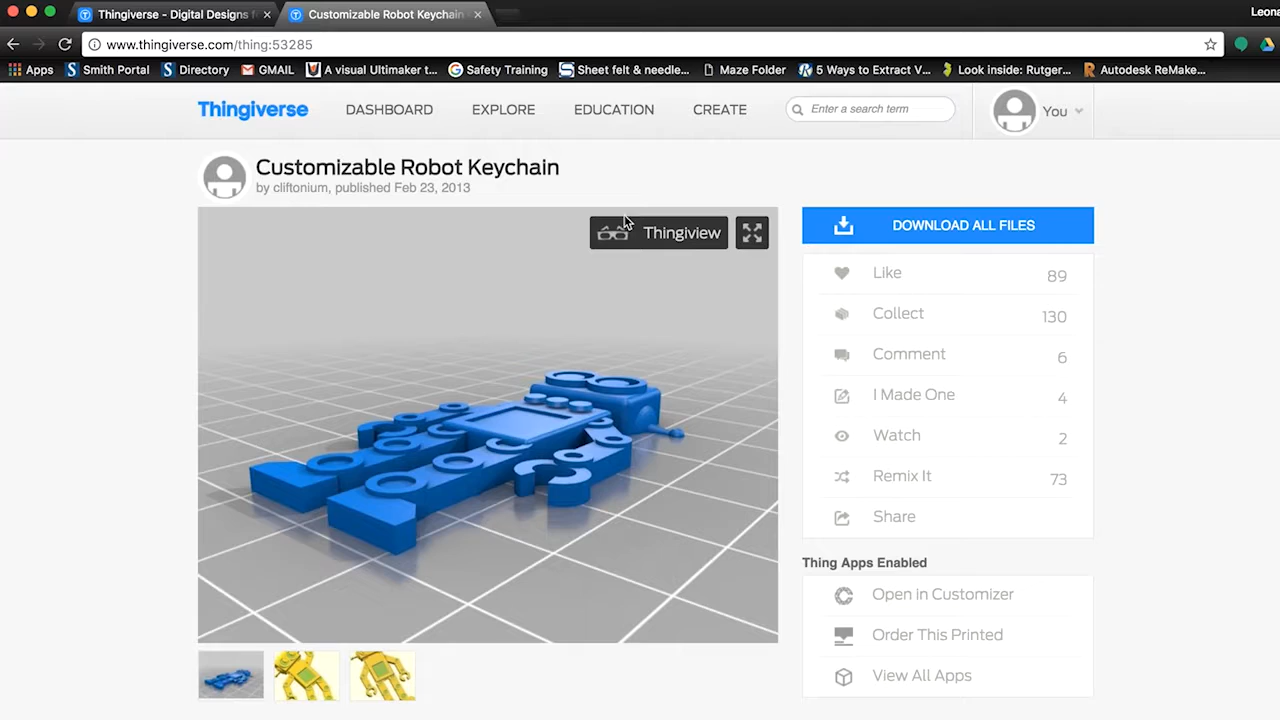 Thingiverse - Digital Designs f
Customizable Robot Keychain
Leona
www.thingiverse.com/thing:53285
Apps
Smith Portal
Directory
GMAIL
A visual Ultimaker t...
Safety Training
Sheet felt & needle...
Maze Folder
5 Ways to Extract V...
Look inside: Rutger...
Autodesk ReMake...
Thingiverse
DASHBOARD
EXPLORE
EDUCATION
CREATE
Enter a search term
You
Customizable Robot Keychain
by cliftonium, published Feb 23, 2013
Thingiview
DOWNLOAD ALL FILES
Like 89
Collect 130
Comment 6
I Made One 4
Watch 2
Remix It 73
Share
Thing Apps Enabled
Open in Customizer
Order This Printed
View All Apps